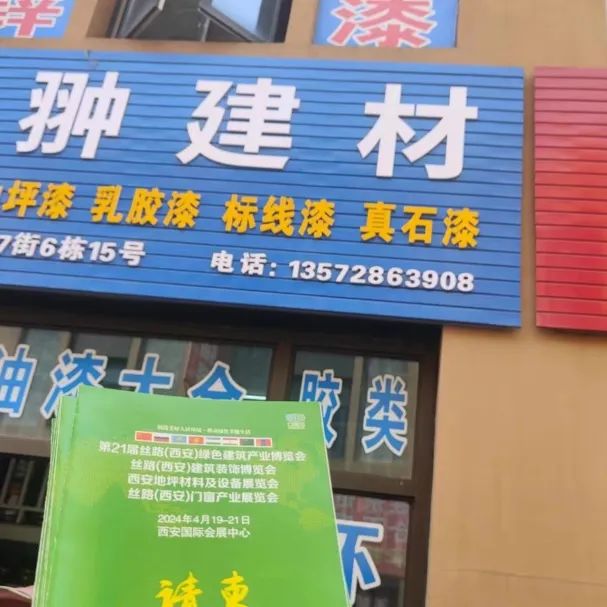 锌
漆
翀建材
坪漆 乳胶漆 标线漆 真石漆
7街6栋15号 电话：13572863908
油漆大全 胶类
第21届丝路(西安)绿色建筑产业博览会
丝路(西安)建筑装饰博览会
西安地坪材料及设备展览会
丝路(西安)门窗产业展览会
2024年4月19-21日
西安国际会展中心
请柬
不